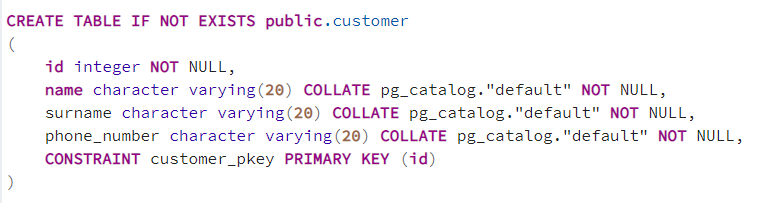 CREATE TABLE IF NOT EXISTS public.customer
(
    id integer NOT NULL,
    name character varying(20) COLLATE pg_catalog."default" NOT NULL,
    surname character varying(20) COLLATE pg_catalog."default" NOT NULL,
    phone_number character varying(20) COLLATE pg_catalog."default" NOT NULL,
    CONSTRAINT customer_pkey PRIMARY KEY (id)
)